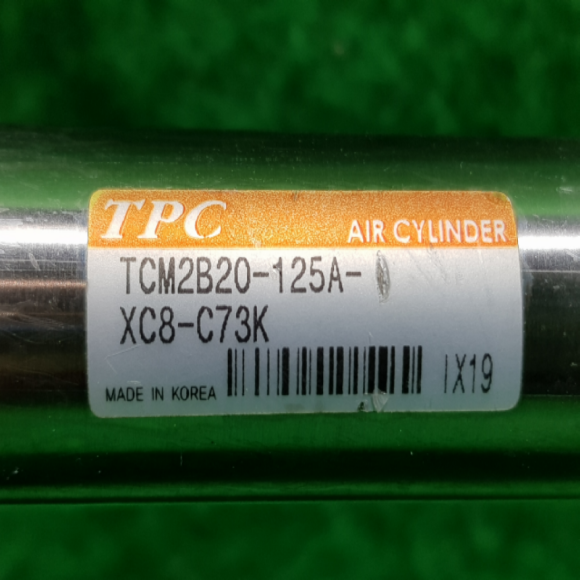 TPC
AIR CYLINDER
TCM2B20-125A-
XC8-C73K
MADE IN KOREA
IX19